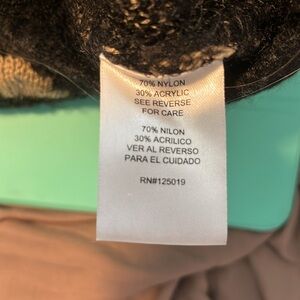 70% NYLON
30% ACRYLIC
SEE REVERSE
FOR CARE
70% NILON
30% ACRILICO
VER AL REVERSO
PARA EL CUIDADO
RN#125019